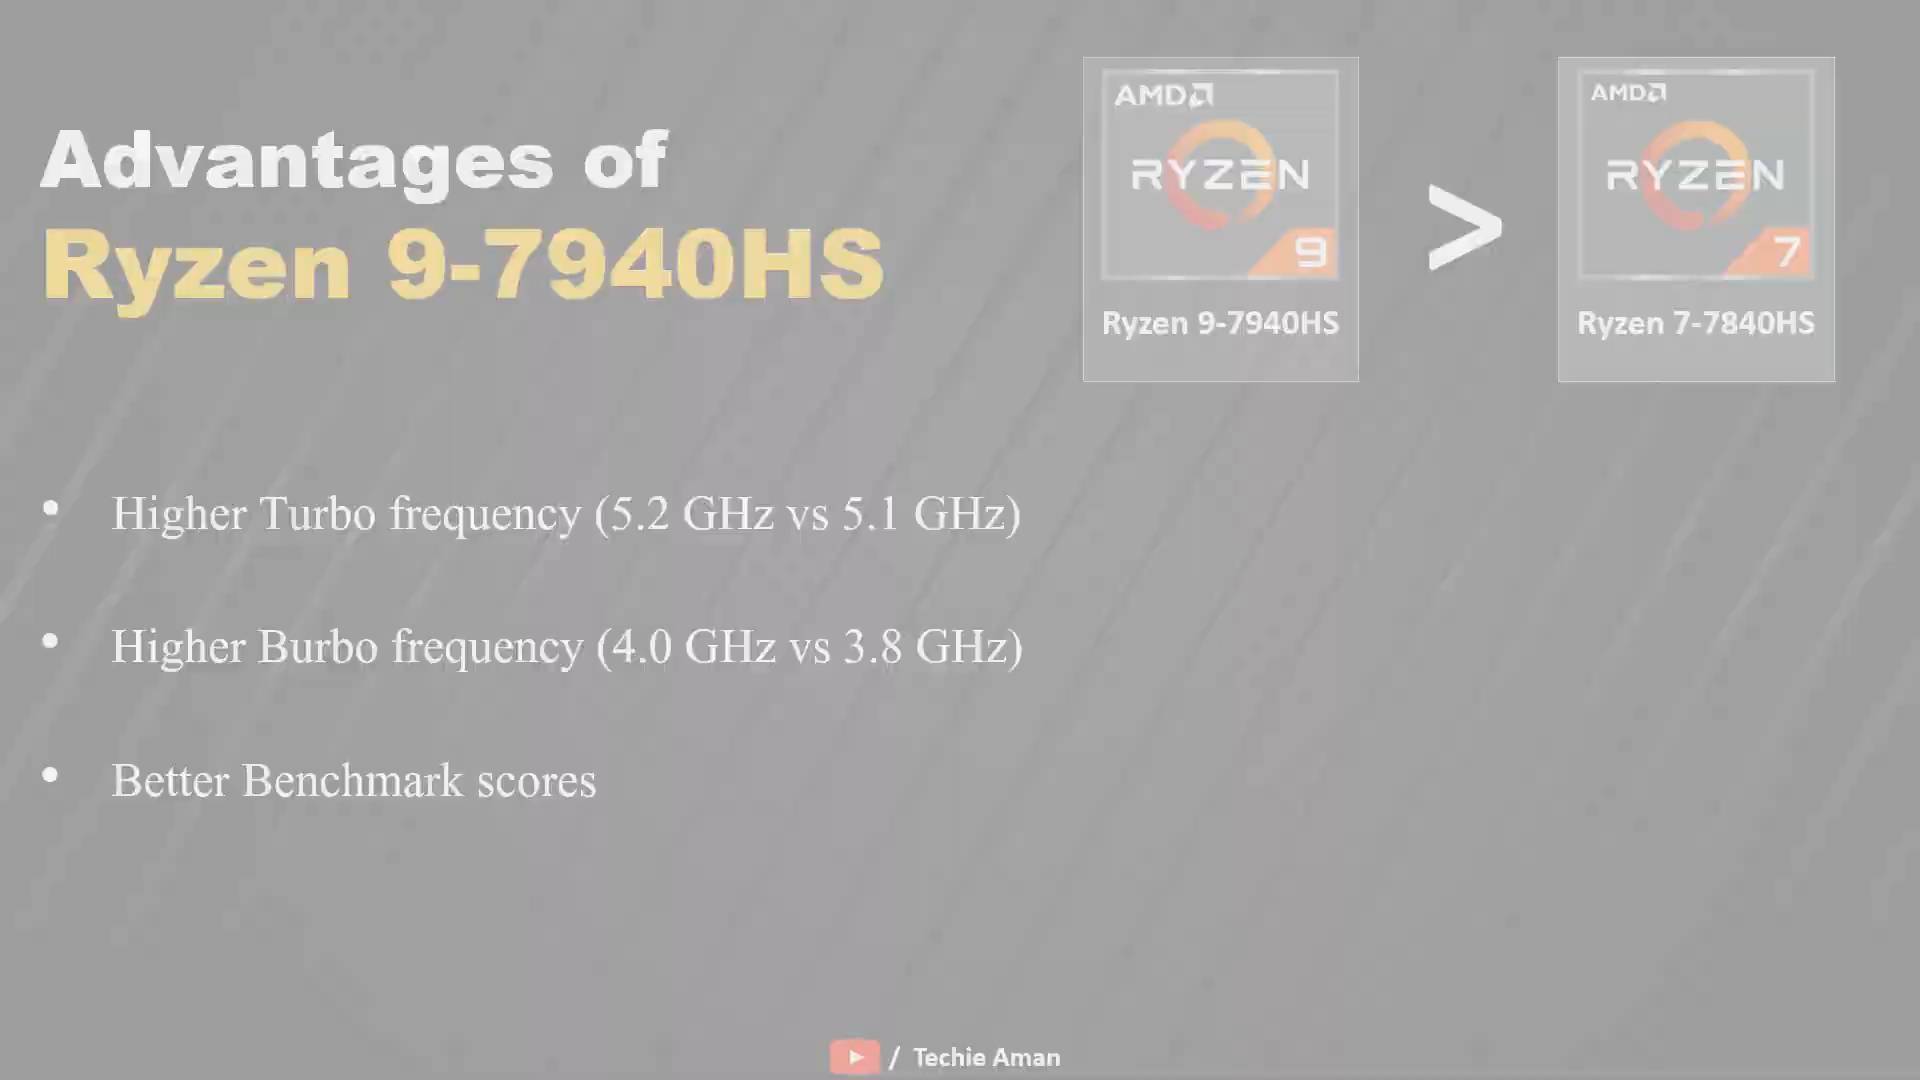 Advantages of
Ryzen 9-7940HS
AMD
RYZEN
9
Ryzen 9-7940HS
>
AMD
RYZEN
7
Ryzen 7-7840HS
• Higher Turbo frequency (5.2 GHz vs 5.1 GHz)
• Higher Burbo frequency (4.0 GHz vs 3.8 GHz)
• Better Benchmark scores
/ Techie Aman